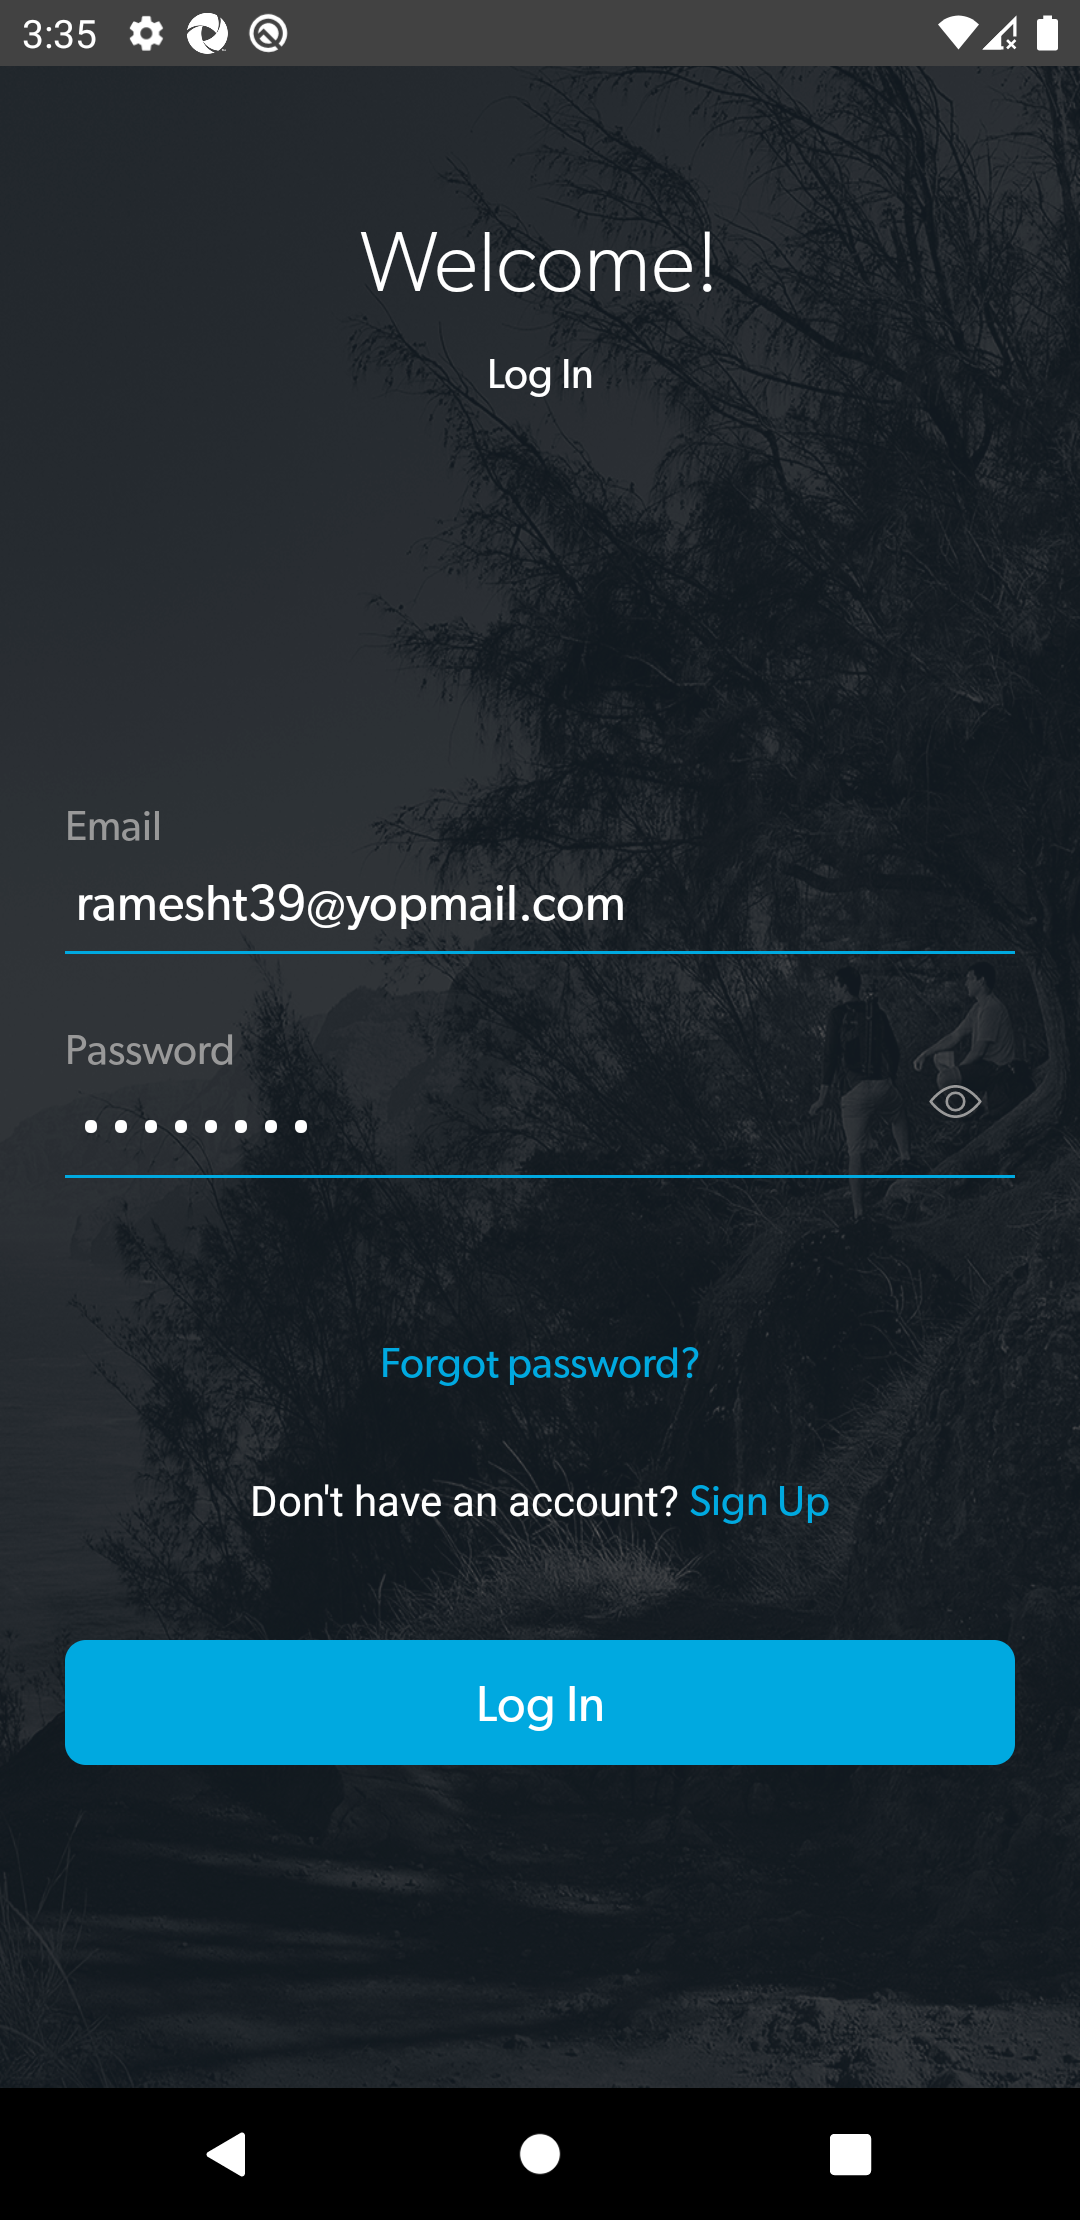 3:35
Welcome!
Log In
Email
ramesht39@yopmail.com
Password
••••••••
Forgot password?
Don't have an account? Sign Up
Log In